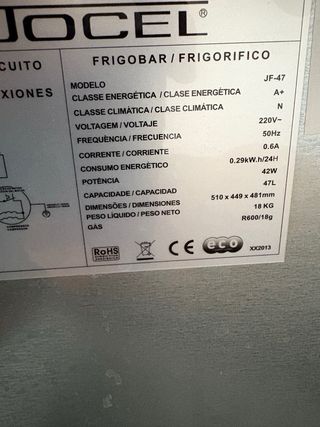 JOCEL®
CUITO
EXIONES
FRIGOBAR / FRIGORIFICO
MODELO JF-47
CLASSE ENERGÉTICA / CLASE ENERGÉTICA A+
CLASSE CLIMÁTICA / CLASE CLIMÁTICA N
VOLTAGEM / VOLTAJE 220V~
FREQUÊNCIA / FRECUENCIA 50Hz
CORRENTE / CORRIENTE 0.6A
CONSUMO ENERGÉTICO 0.29kW.h/24H
POTÊNCIA 42W
CAPACIDADE / CAPACIDAD 47L
DIMENSÕES / DIMENSIONES 510 x 449 x 481mm
PESO LÍQUIDO / PESO NETO 18 KG
GÁS R600/18g
RoHS CE eco
XX2013